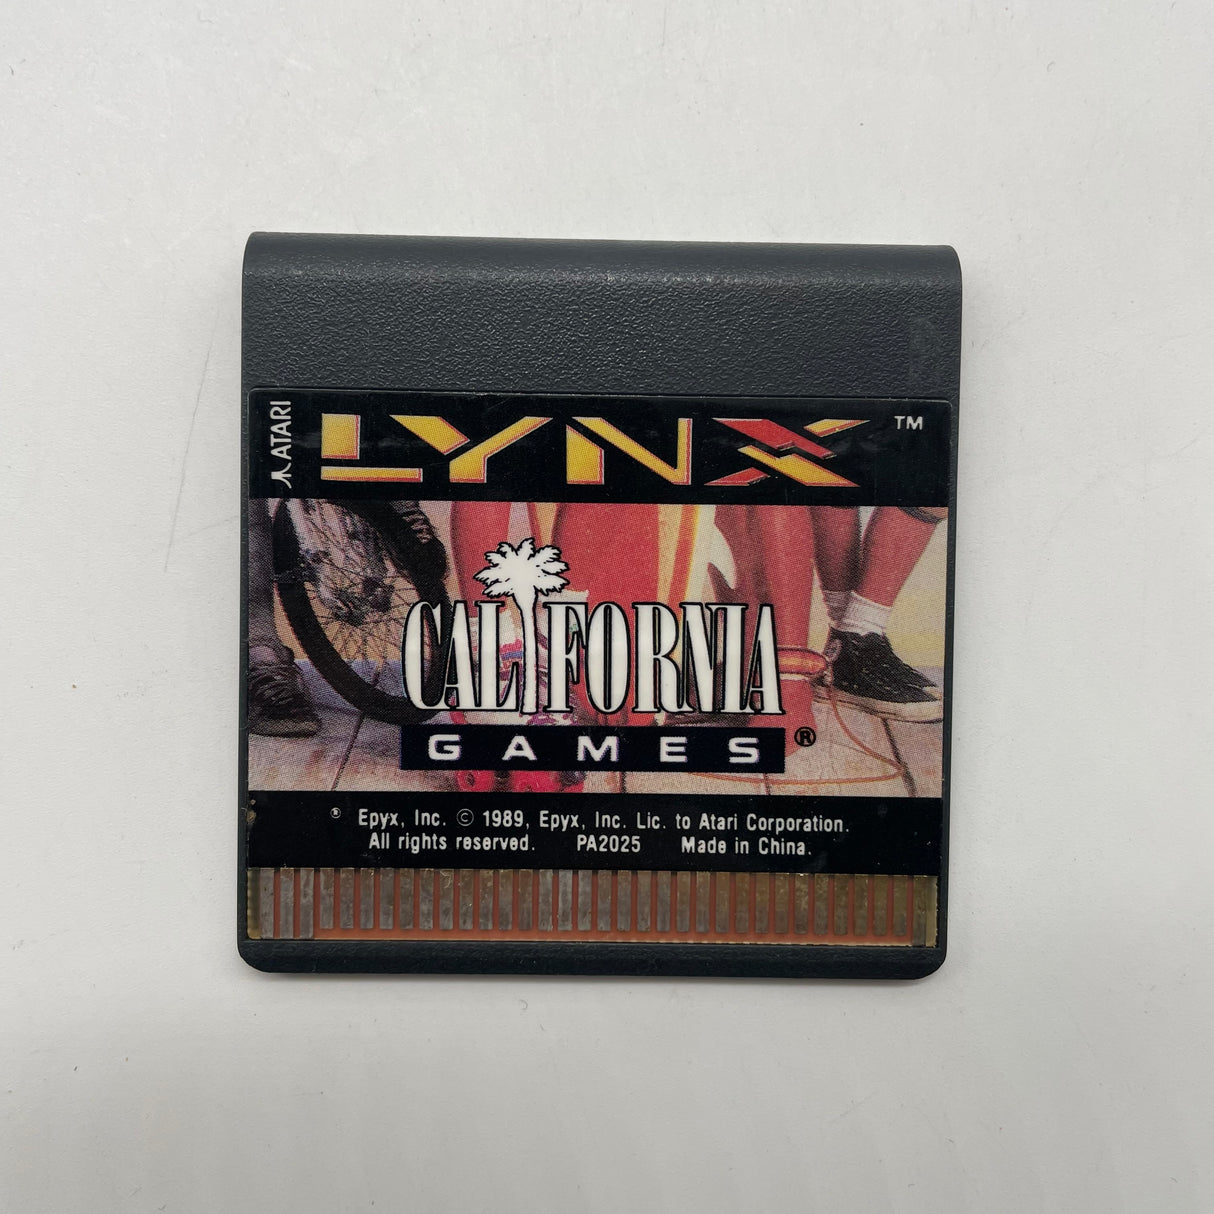 ATARI
LYNX ™
CALIFORNIA
GAMES ®
® Epyx, Inc. © 1989, Epyx, Inc. Lic. to Atari Corporation.
All rights reserved. PA2025 Made in China.